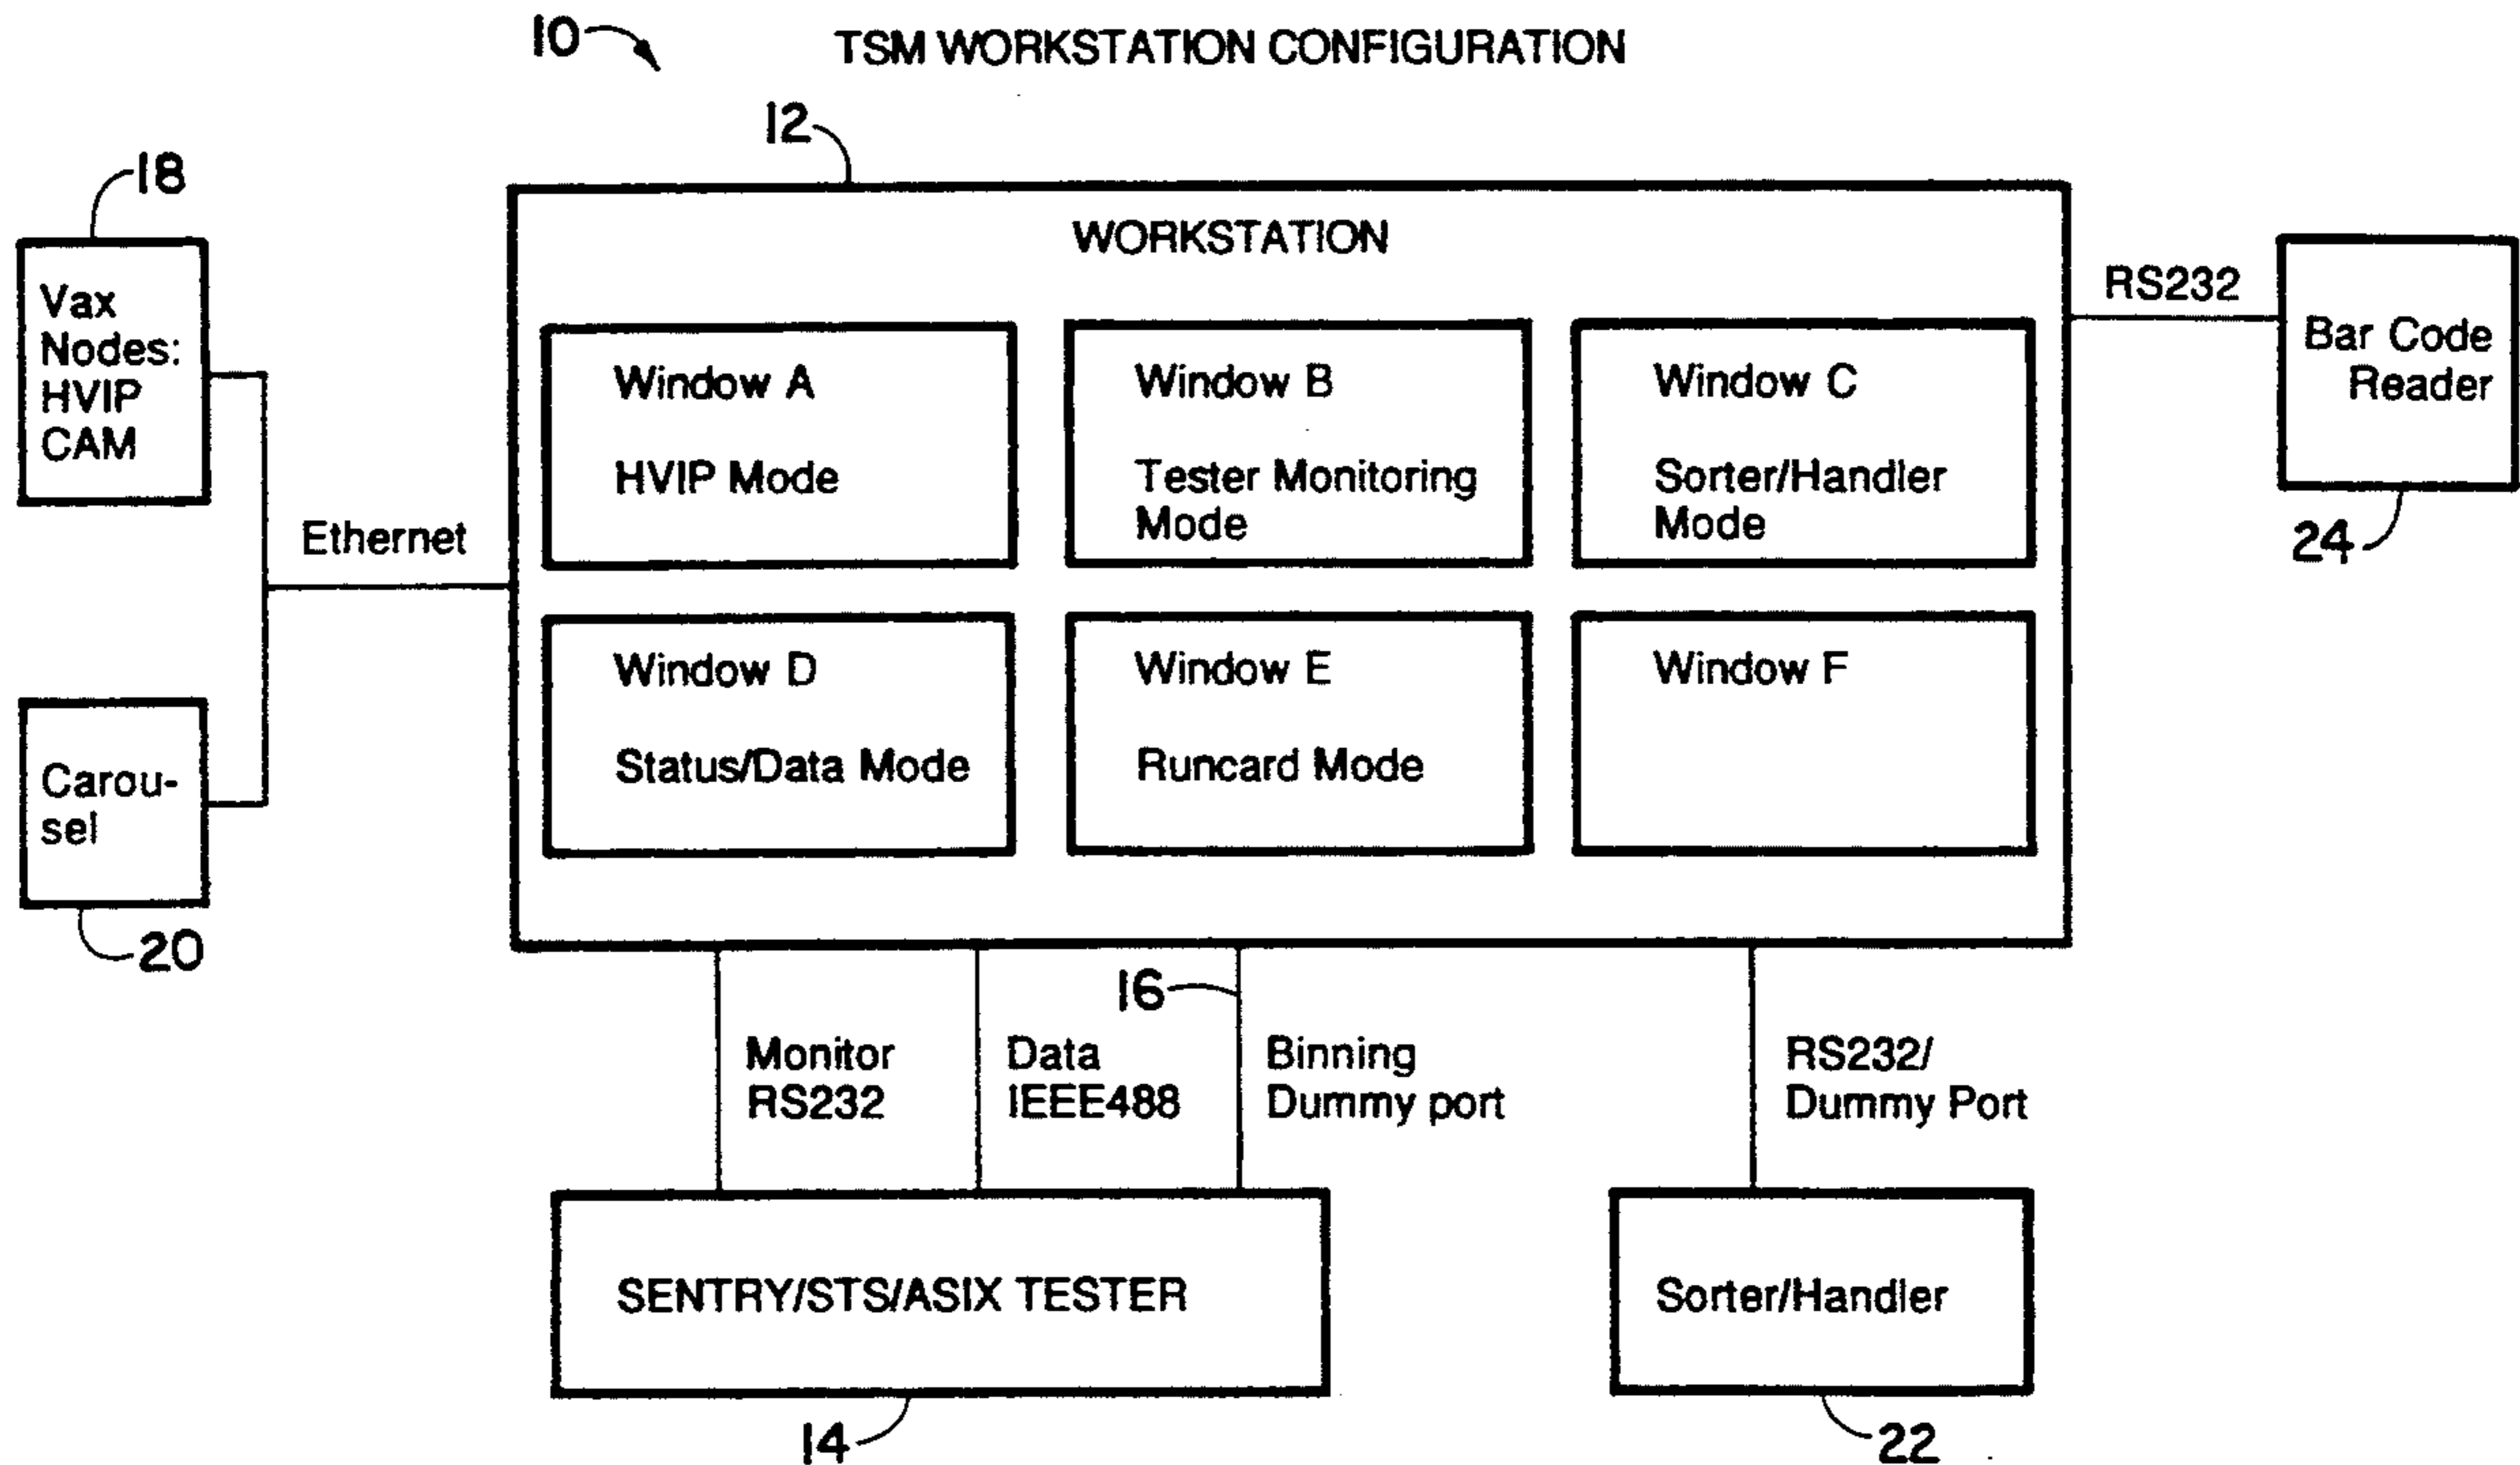 10
TSM WORKSTATION CONFIGURATION
12
18
WORKSTATION
Vax
Nodes:
HVIP
CAM
Ethernet
Carou-
sel
20
Window A
HVIP Mode
Window B
Tester Monitoring
Mode
Window C
Sorter/Handler
Mode
Window D
Status/Data Mode
Window E
Runcard Mode
Window F
RS232
Bar Code
Reader
24
16
Monitor
RS232
Data
IEEE488
Binning
Dummy port
RS232/
Dummy Port
SENTRY/STS/ASIX TESTER
14
Sorter/Handler
22